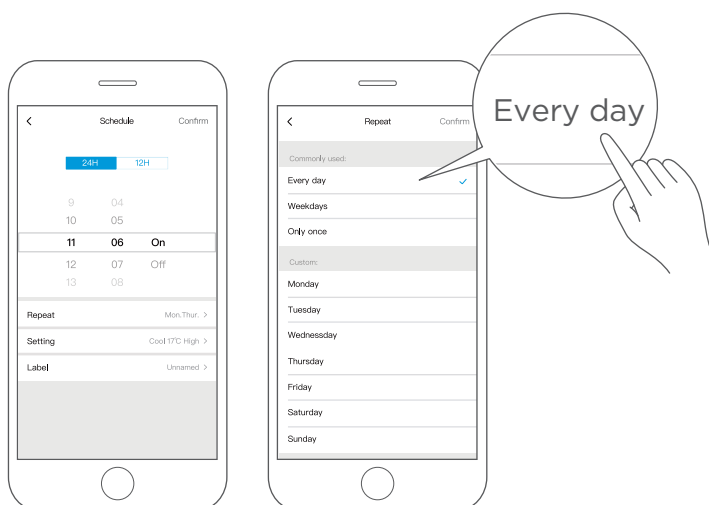 Schedule Confirm
24H 12H
9 04
10 05
11 06 On
12 07 Off
13 08
Repeat Mon.Thur. >
Setting Cool 17℃ High >
Label Unnamed >
Repeat Confirm
Commonly used:
Every day
Weekdays
Only once
Custom:
Monday
Tuesday
Wednessday
Thursday
Friday
Saturday
Sunday
Every day